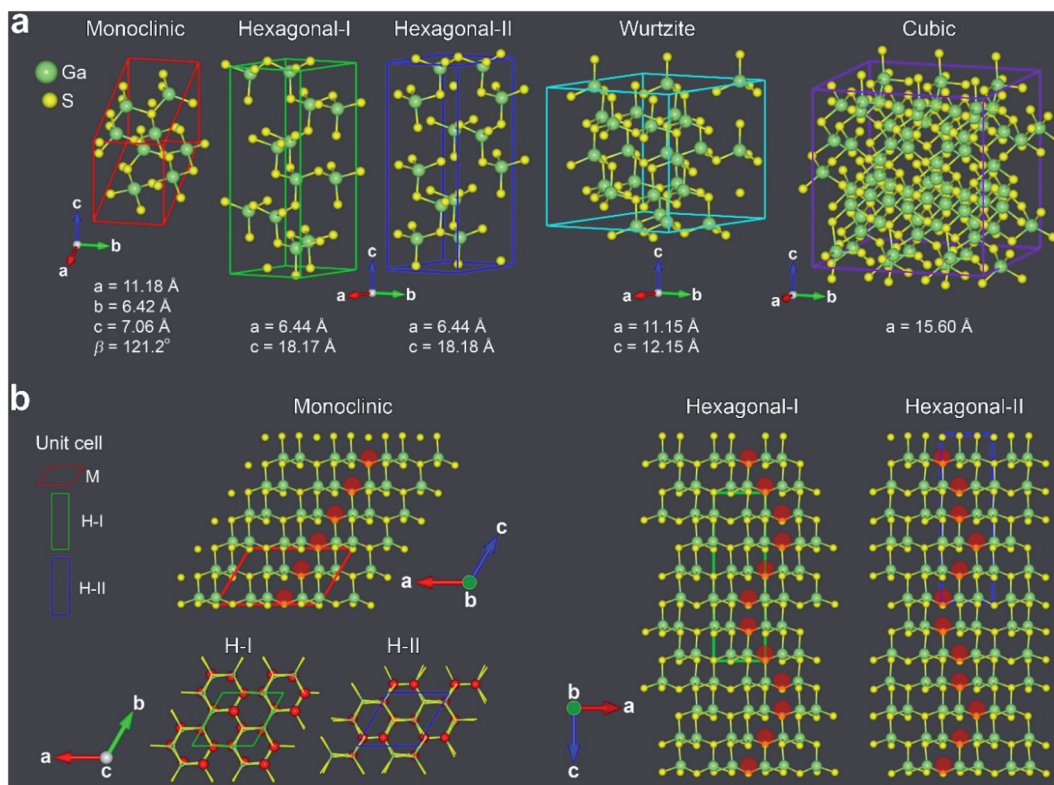 a
Monoclinic Hexagonal-I Hexagonal-II Wurtzite Cubic
Ga
S
c
b
a
c
a b
c
a b
c
a b
a = 11.18 Å
b = 6.42 Å
c = 7.06 Å
β = 121.2°
a = 6.44 Å
c = 18.17 Å
a = 6.44 Å
c = 18.18 Å
a = 11.15 Å
c = 12.15 Å
a = 15.60 Å
b
Monoclinic Hexagonal-I Hexagonal-II
Unit cell
M
H-I
H-II
c
a
b
H-I H-II
b
a
c
b
a
c